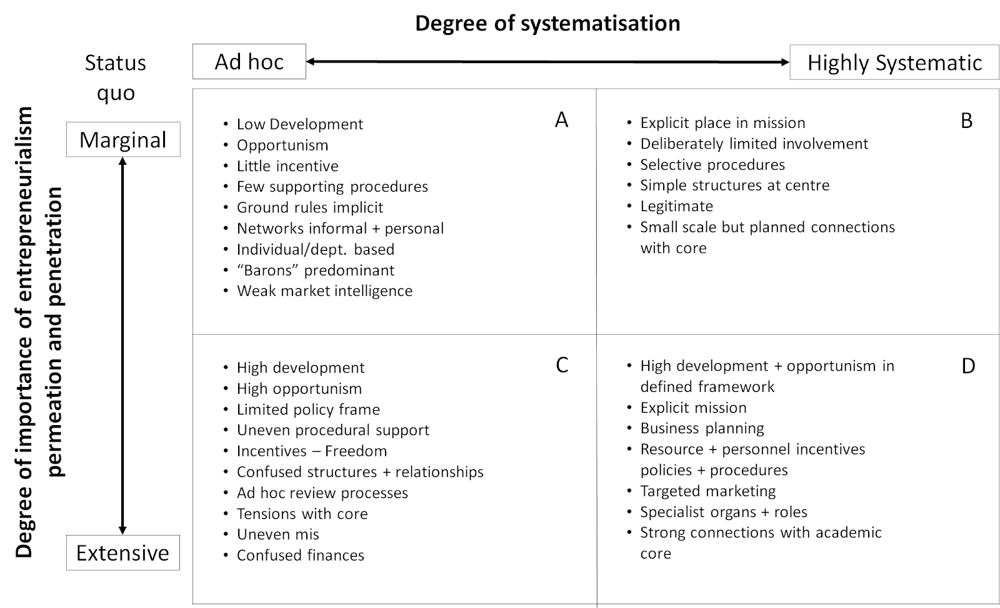 Degree of systematisation
Status
quo
Ad hoc
Highly Systematic
Degree of importance of entrepreneurialism
permeation and penetration
Marginal
Extensive
A
• Low Development
• Opportunism
• Little incentive
• Few supporting procedures
• Ground rules implicit
• Networks informal + personal
• Individual/dept. based
• “Barons” predominant
• Weak market intelligence
B
• Explicit place in mission
• Deliberately limited involvement
• Selective procedures
• Simple structures at centre
• Legitimate
• Small scale but planned connections
with core
C
• High development
• High opportunism
• Limited policy frame
• Uneven procedural support
• Incentives – Freedom
• Confused structures + relationships
• Ad hoc review processes
• Tensions with core
• Uneven mis
• Confused finances
D
• High development + opportunism in
defined framework
• Explicit mission
• Business planning
• Resource + personnel incentives
policies + procedures
• Targeted marketing
• Specialist organs + roles
• Strong connections with academic
core